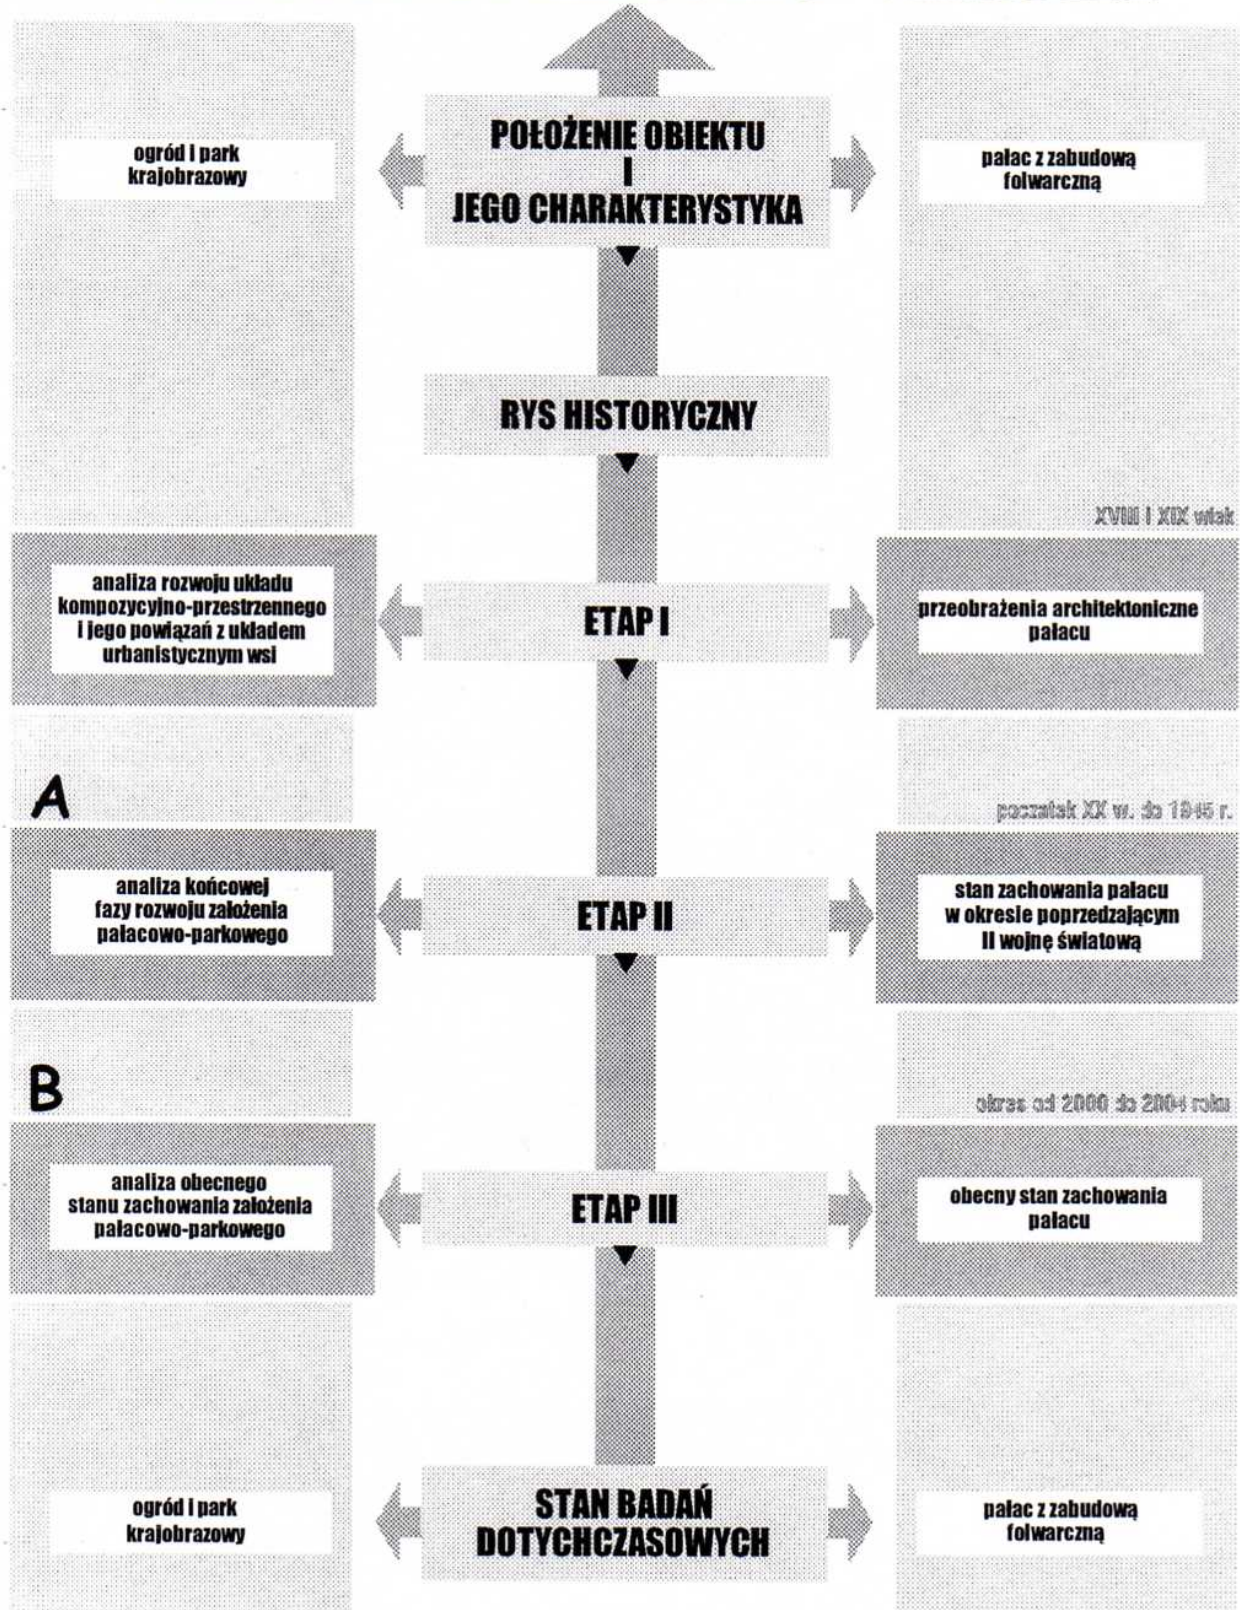 ogród i park
krajobrazowy
POŁOŻENIE OBIEKTU
I
JEGO CHARAKTERYSTYKA
pałac z zabudową
folwarczną
RYS HISTORYCZNY
XVIII i XIX wiek
analiza rozwoju układu
kompozycyjno-przestrzennego
i jego powiązań z układem
urbanistycznym wsi
ETAP I
przeobrażenia architektoniczne
pałacu
A
początek XX w. do 1945 r.
analiza końcowej
fazy rozwoju założenia
pałacowo-parkowego
ETAP II
stan zachowania pałacu
w okresie poprzedzającym
II wojnę światową
B
okres od 2000 do 2004 roku
analiza obecnego
stanu zachowania założenia
pałacowo-parkowego
ETAP III
obecny stan zachowania
pałacu
ogród i park
krajobrazowy
STAN BADAŃ
DOTYCHCZASOWYCH
pałac z zabudową
folwarczną